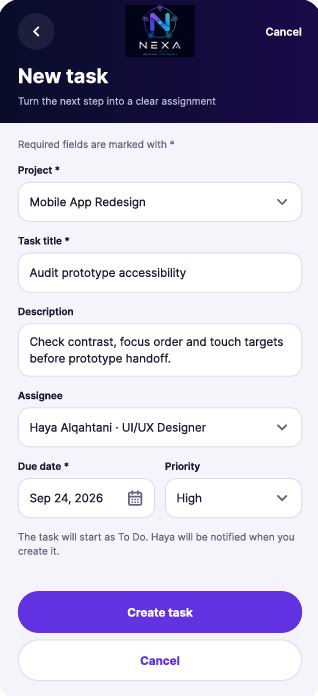 NEXA
Cancel
New task
Turn the next step into a clear assignment
Required fields are marked with *
Project *
Mobile App Redesign
Task title *
Audit prototype accessibility
Description
Check contrast, focus order and touch targets
before prototype handoff.
Assignee
Haya Alqahtani · UI/UX Designer
Due date *
Priority
Sep 24, 2026
High
The task will start as To Do. Haya will be notified when you
create it.
Create task
Cancel